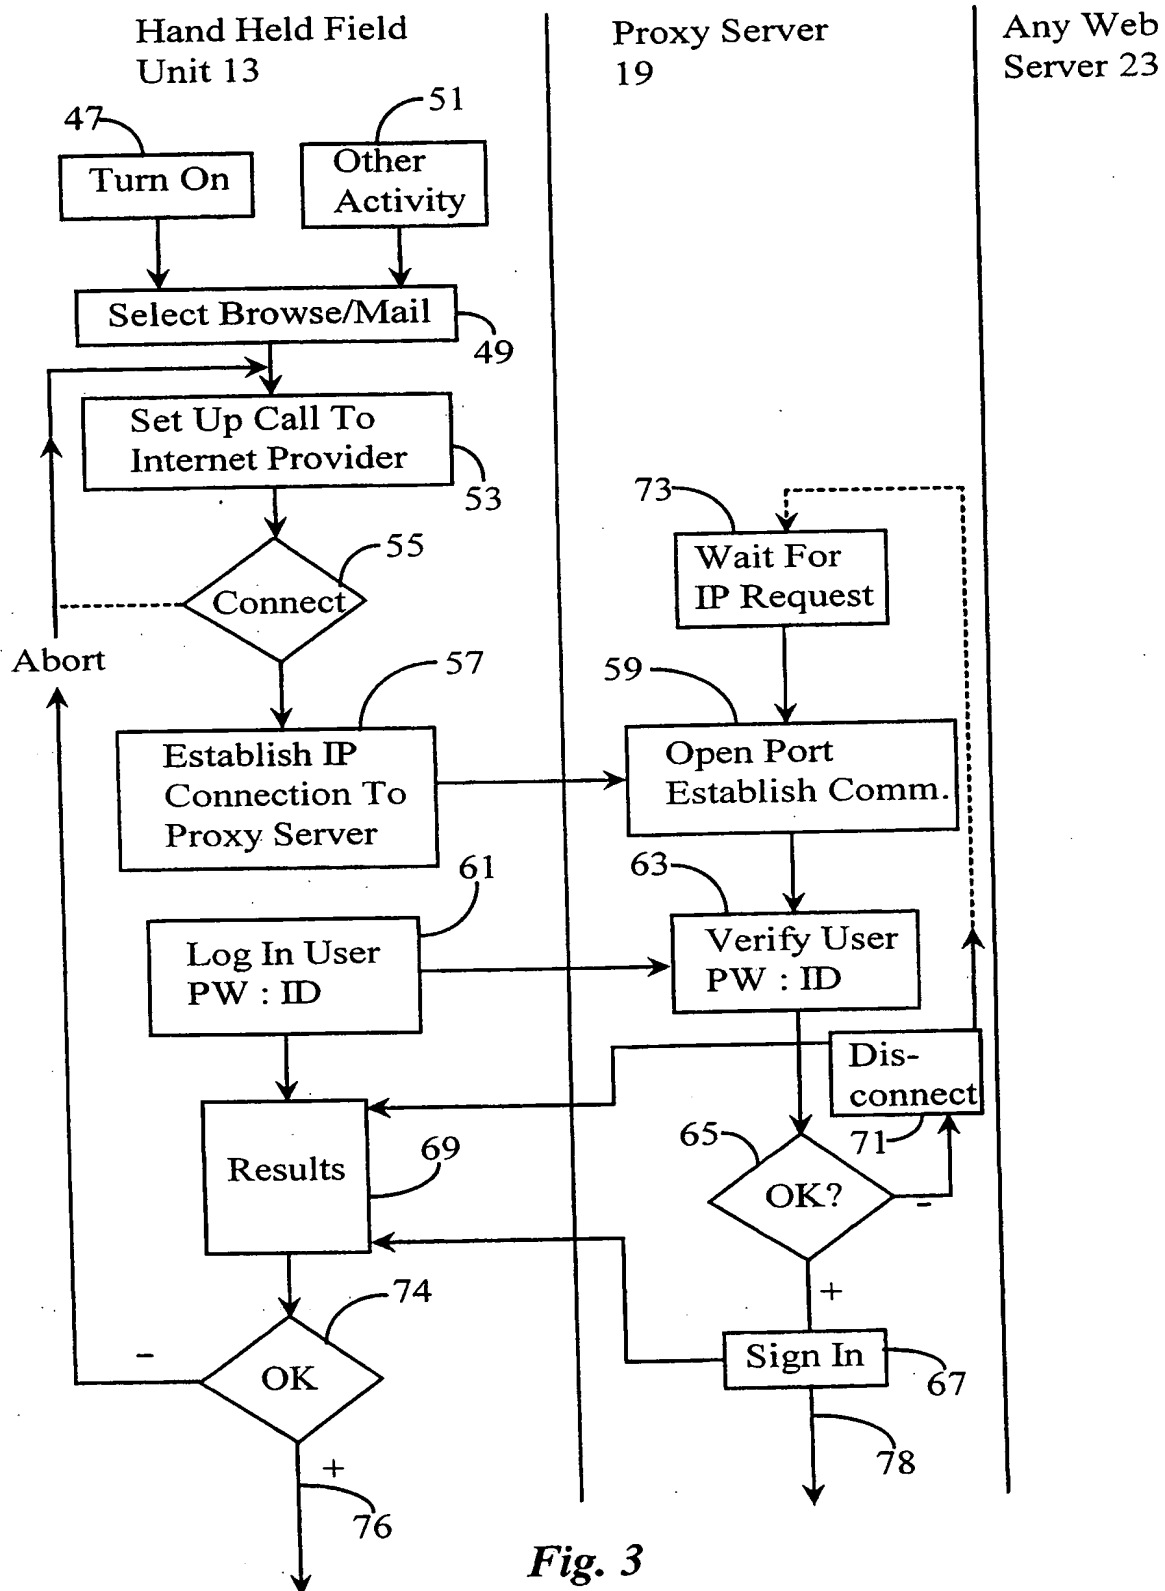 Hand Held Field
Unit 13
Proxy Server
19
Any Web
Server 23
47
51
Turn On
Other
Activity
Select Browse/Mail
49
Set Up Call To
Internet Provider
53
73
Wait For
IP Request
55
Connect
Abort
57
59
Establish IP
Connection To
Proxy Server
Open Port
Establish Comm.
61
63
Log In User
PW : ID
Verify User
PW : ID
Dis-
connect
71
65
OK?
-
+
Results
69
74
OK
-
+
76
Sign In
67
78
Fig. 3